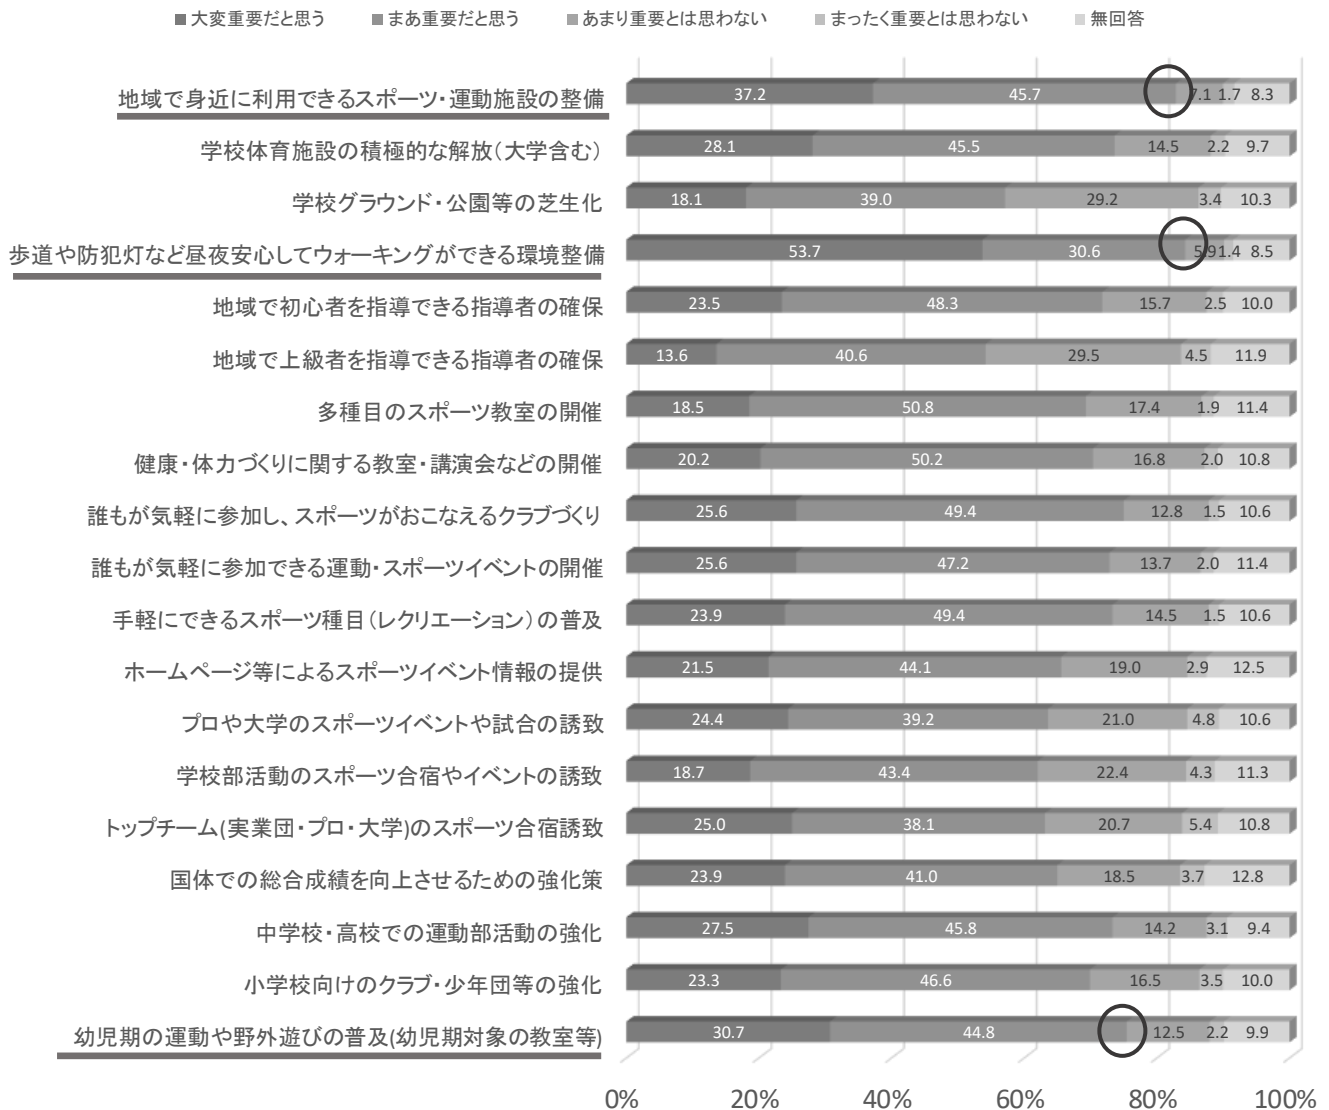 ■大変重要だと思う ■まあ重要だと思う ■あまり重要とは思わない ■まったく重要とは思わない ■無回答
地域で身近に利用できるスポーツ・運動施設の整備 37.2 45.7 7.1 1.7 8.3
学校体育施設の積極的な解放(大学含む) 28.1 45.5 14.5 2.2 9.7
学校グラウンド・公園等の芝生化 18.1 39.0 29.2 3.4 10.3
歩道や防犯灯など昼夜安心してウォーキングができる環境整備 53.7 30.6 5.9 1.4 8.5
地域で初心者を指導できる指導者の確保 23.5 48.3 15.7 2.5 10.0
地域で上級者を指導できる指導者の確保 13.6 40.6 29.5 4.5 11.9
多種目のスポーツ教室の開催 18.5 50.8 17.4 1.9 11.4
健康・体力づくりに関する教室・講演会などの開催 20.2 50.2 16.8 2.0 10.8
誰もが気軽に参加し、スポーツがおこなえるクラブづくり 25.6 49.4 12.8 1.5 10.6
誰もが気軽に参加できる運動・スポーツイベントの開催 25.6 47.2 13.7 2.0 11.4
手軽にできるスポーツ種目(レクリエーション)の普及 23.9 49.4 14.5 1.5 10.6
ホームページ等によるスポーツイベント情報の提供 21.5 44.1 19.0 2.9 12.5
プロや大学のスポーツイベントや試合の誘致 24.4 39.2 21.0 4.8 10.6
学校部活動のスポーツ合宿やイベントの誘致 18.7 43.4 22.4 4.3 11.3
トップチーム(実業団・プロ・大学)のスポーツ合宿誘致 25.0 38.1 20.7 5.4 10.8
国体での総合成績を向上させるための強化策 23.9 41.0 18.5 3.7 12.8
中学校・高校での運動部活動の強化 27.5 45.8 14.2 3.1 9.4
小学校向けのクラブ・少年団等の強化 23.3 46.6 16.5 3.5 10.0
幼児期の運動や野外遊びの普及(幼児期対象の教室等) 30.7 44.8 12.5 2.2 9.9
0% 20% 40% 60% 80% 100%